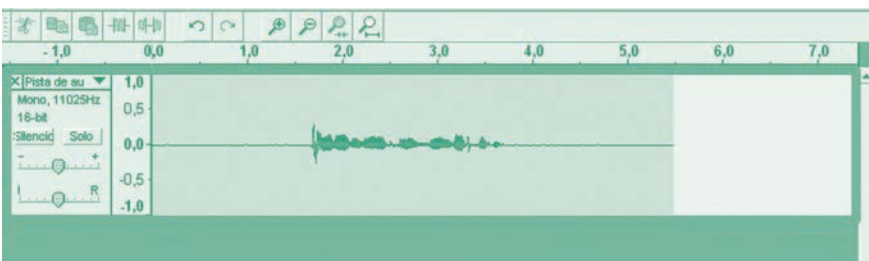 - 1,0 0,0 1,0 2,0 3,0 4,0 5,0 6,0 7,0
X Pista de au ▼ 1,0
Mono, 11025Hz
16-bit
0,5
Silencio Solo 0,0
- +
-0,5
I R
-1,0